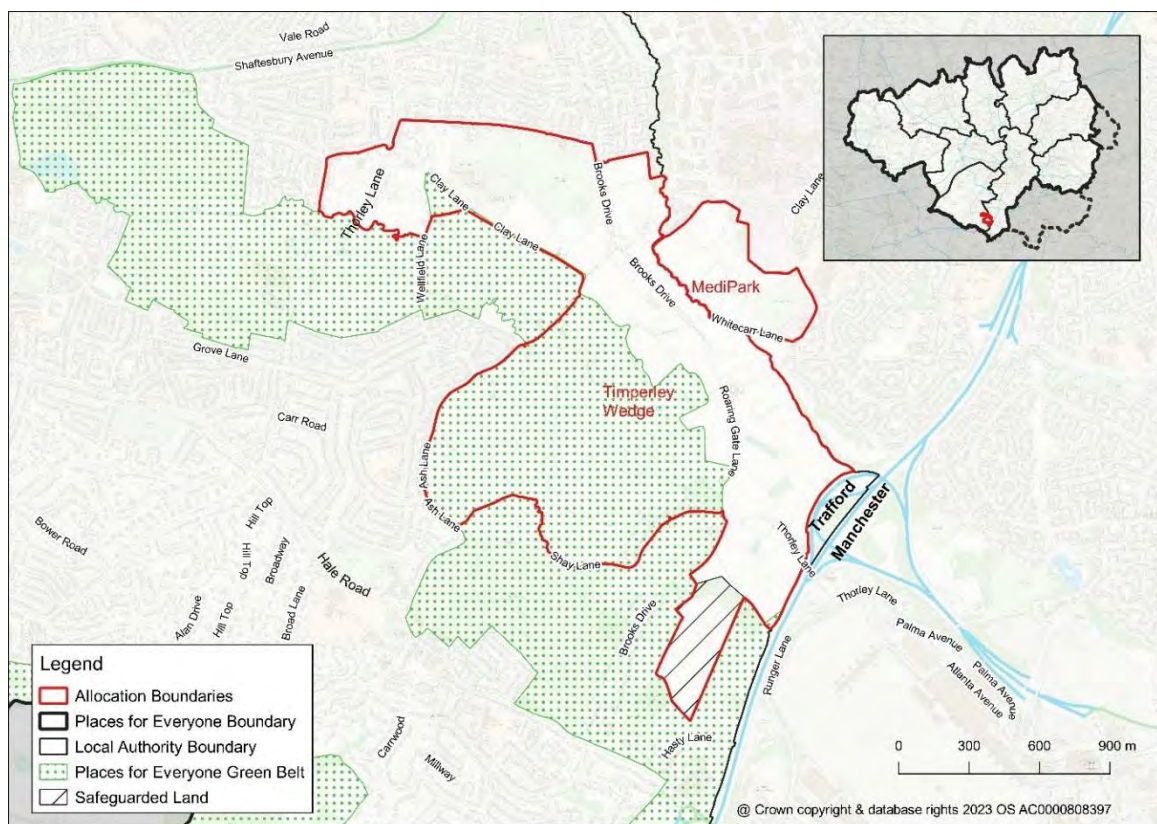 Vale Road
Shaftesbury Avenue
Thorley Lane
Clay Lane
Clay Lane
Wellfield Lane
Brooks Drive
Brooks Drive
Clay Lane
MediPark
Whitecarr Lane
Grove Lane
Timperley
Wedge
Roaring Gate Lane
Carr Road
Ash Lane
Ash Lane
Shay Lane
Trafford
Manchester
Thorley Lane
Thorley Lane
Bower Road
Hill Top
Hill Top
Broadway
Hale Road
Alan Drive
Hill Top
Broad Lane
Brooks Drive
Runger Lane
Palma Avenue
Palma Avenue
Atlanta Avenue
Hasty Lane
Carrwood
Millway
Legend
Allocation Boundaries
Places for Everyone Boundary
Local Authority Boundary
Places for Everyone Green Belt
Safeguarded Land
0 300 600 900 m
@ Crown copyright & database rights 2023 OS AC0000808397